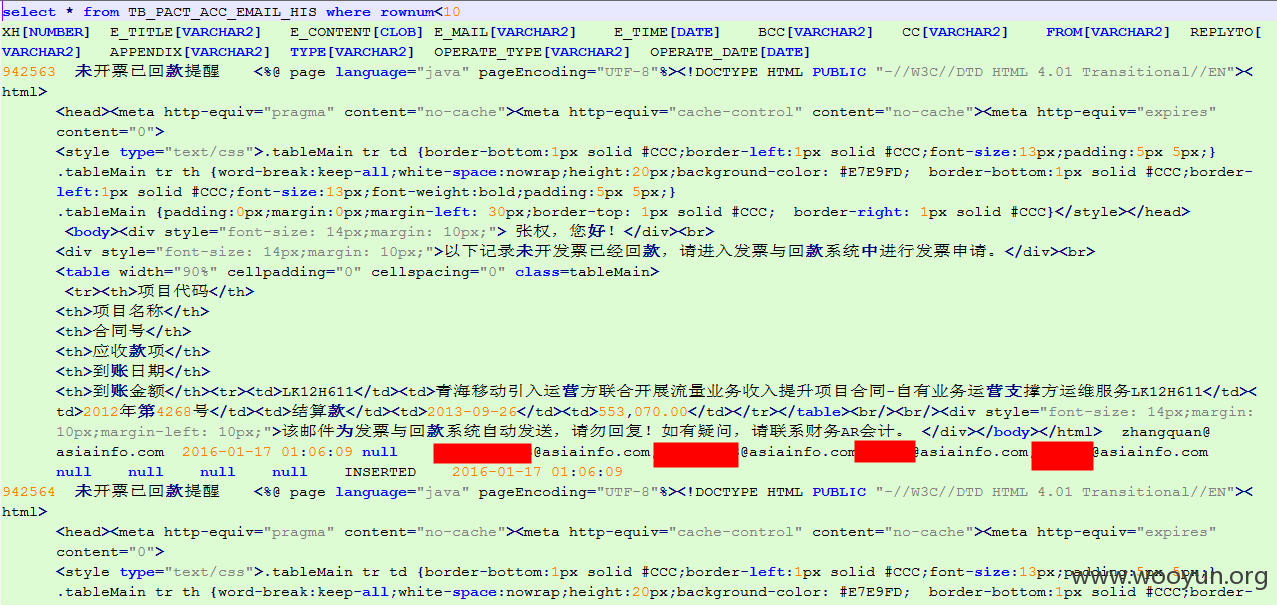 select * from TB_PACT_ACC_EMAIL_HIS where rownum<10
XH[NUMBER] E_TITLE[VARCHAR2] E_CONTENT[CLOB] E_MAIL[VARCHAR2] E_TIME[DATE] BCC[VARCHAR2] CC[VARCHAR2] FROM[VARCHAR2] REPLYTO[
VARCHAR2] APPENDIX[VARCHAR2] TYPE[VARCHAR2] OPERATE_TYPE[VARCHAR2] OPERATE_DATE[DATE]
942563 未开票已回款提醒 <%@ page language="java" pageEncoding="UTF-8"%><!DOCTYPE HTML PUBLIC "-//W3C//DTD HTML 4.01 Transitional//EN"><
html>
<head><meta http-equiv="pragma" content="no-cache"><meta http-equiv="cache-control" content="no-cache"><meta http-equiv="expires"
content="0">
<style type="text/css">.tableMain tr td {border-bottom:1px solid #CCC;border-left:1px solid #CCC;font-size:13px;padding:5px 5px;}
.tableMain tr th {word-break:keep-all;white-space:nowrap;height:20px;background-color: #E7E9FD; border-bottom:1px solid #CCC;border-
left:1px solid #CCC;font-size:13px;font-weight:bold;padding:5px 5px;}
.tableMain {padding:0px;margin:0px;margin-left: 30px;border-top: 1px solid #CCC; border-right: 1px solid #CCC}</style></head>
<body><div style="font-size: 14px;margin: 10px;"> 张权，您好！</div><br>
<div style="font-size: 14px;margin: 10px;">以下记录未开发票已经回款，请进入发票与回款系统中进行发票申请。</div><br>
<table width="90%" cellpadding="0" cellspacing="0" class=tableMain>
<tr><th>项目代码</th>
<th>项目名称</th>
<th>合同号</th>
<th>应收款项</th>
<th>到账日期</th>
<th>到账金额</th><tr><td>LK12H611</td><td>青海移动引入运营方联合开展流量业务收入提升项目合同-自有业务运营支撑方运维服务LK12H611</td><
td>2012年第4268号</td><td>结算款</td><td>2013-09-26</td><td>553,070.00</td></tr></table><br/><br/><div style="font-size: 14px;margin:
10px;margin-left: 10px;">该邮件为发票与回款系统自动发送，请勿回复！如有疑问，请联系财务AR会计。 </div></body></html> zhangquan@
asiainfo.com 2016-01-17 01:06:09 null @asiainfo.com, @asiainfo.com @asiainfo.com @asiainfo.com
null null null null INSERTED 2016-01-17 01:06:09
942564 未开票已回款提醒 <%@ page language="java" pageEncoding="UTF-8"%><!DOCTYPE HTML PUBLIC "-//W3C//DTD HTML 4.01 Transitional//EN"><
html>
<head><meta http-equiv="pragma" content="no-cache"><meta http-equiv="cache-control" content="no-cache"><meta http-equiv="expires"
content="0">
<style type="text/css">.tableMain tr td {border-bottom:1px solid #CCC;border-left:1px solid #CCC;font-size:13px;padding:5px 5px;}
.tableMain tr th {word-break:keep-all;white-space:nowrap;height:20px;background-color: #E7E9FD; border-bottom:1px solid #CCC;border-
www.wooyun.org